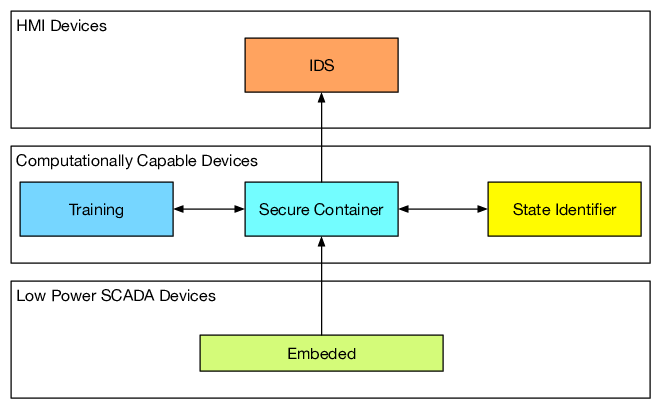 HMI Devices
IDS
Computationally Capable Devices
Training
Secure Container
State Identifier
Low Power SCADA Devices
Embeded